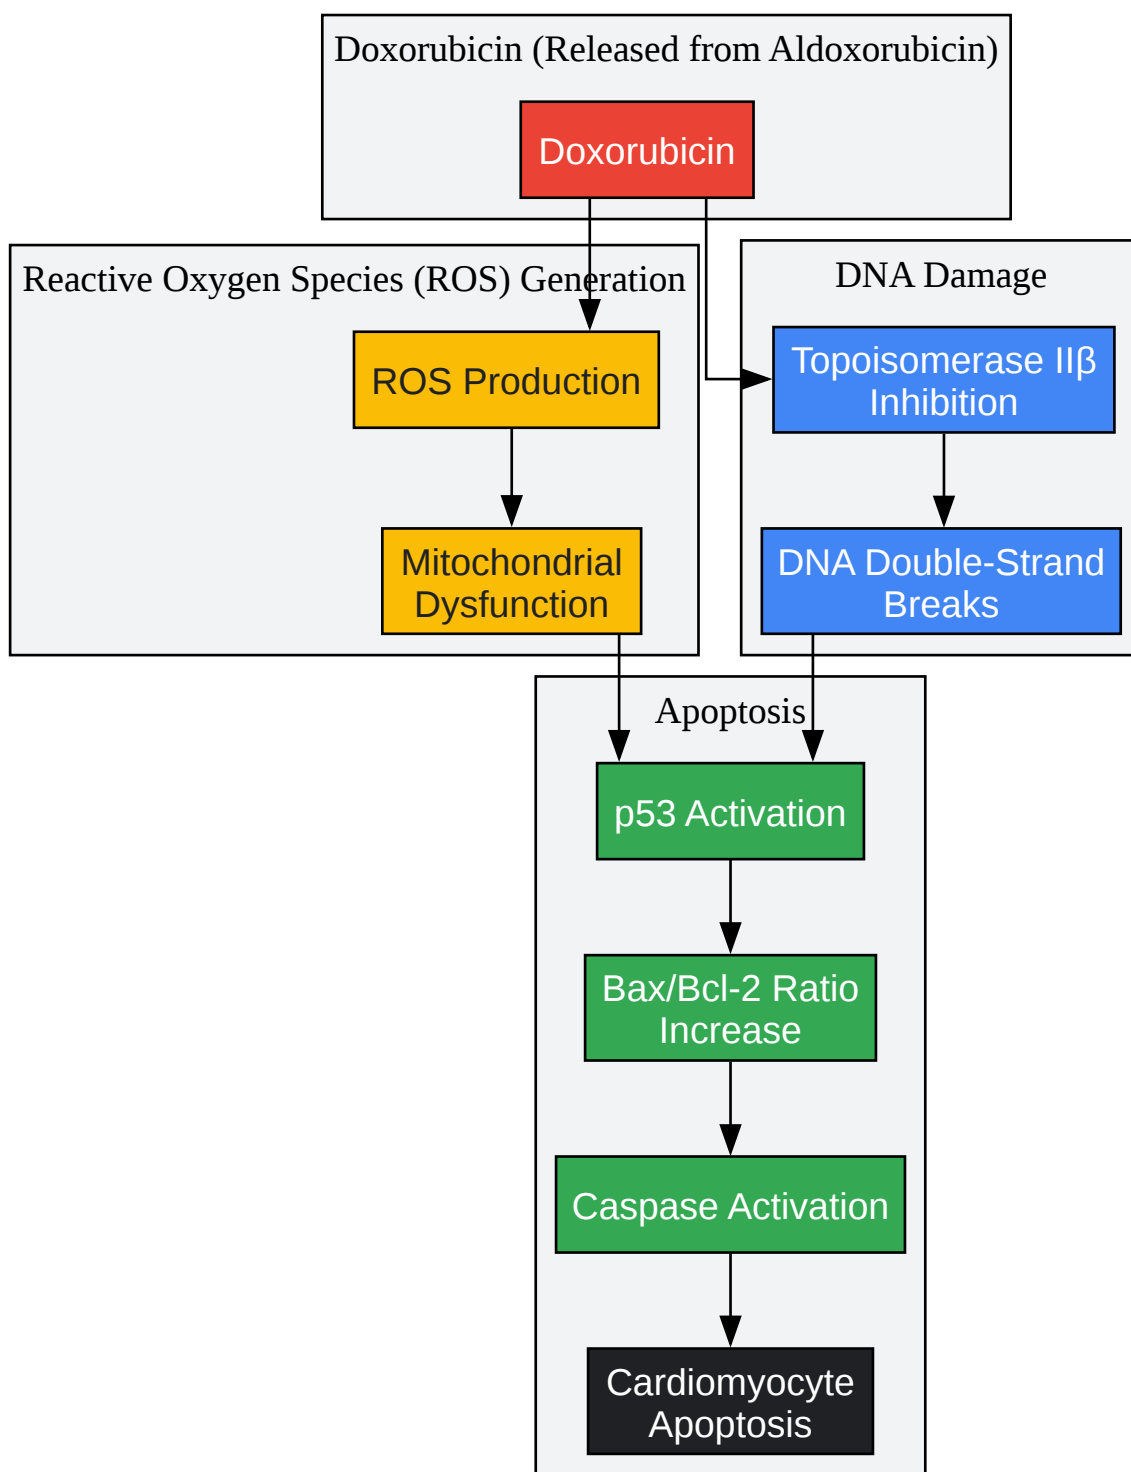 Doxorubicin (Released from Aldoxorubicin)
Doxorubicin
Reactive Oxygen Species (ROS) Generation
ROS Production
Mitochondrial
Dysfunction
DNA Damage
Topoisomerase IIβ
Inhibition
DNA Double-Strand
Breaks
Apoptosis
p53 Activation
Bax/Bcl-2 Ratio
Increase
Caspase Activation
Cardiomyocyte
Apoptosis